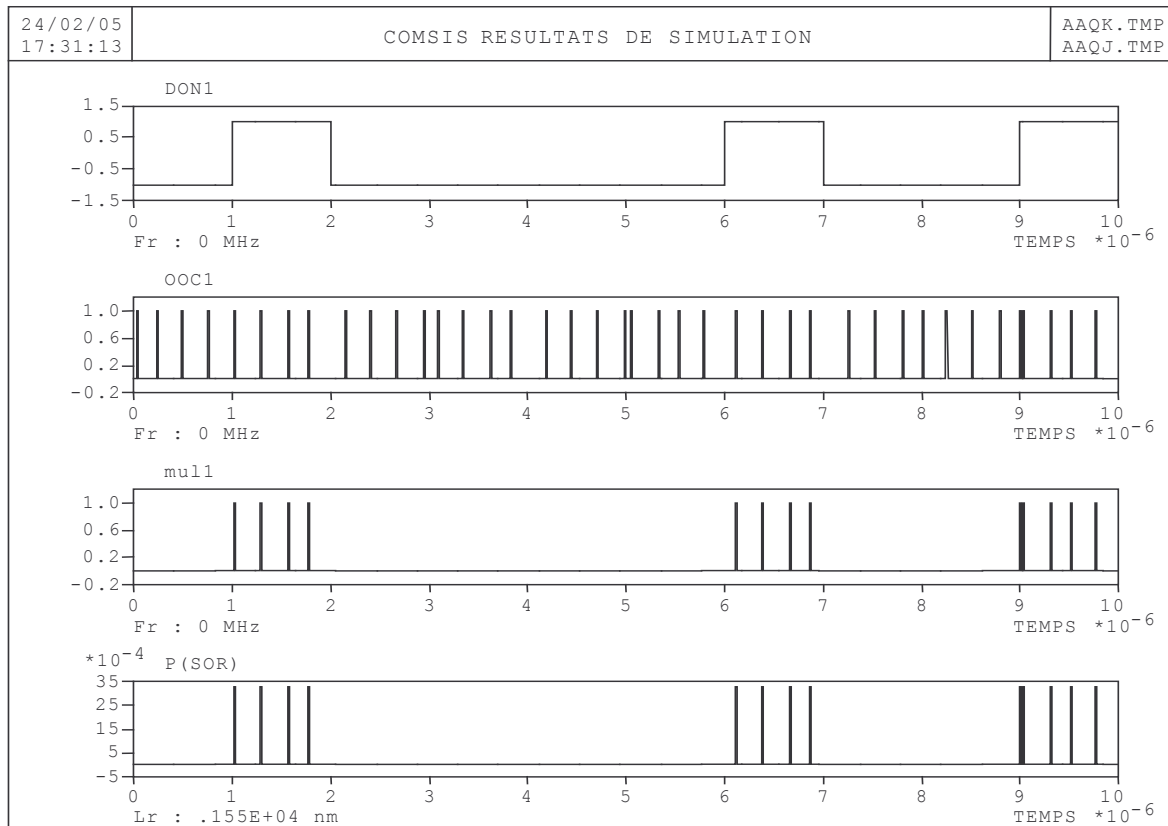 24/02/05
17:31:13
COMSIS RESULTATS DE SIMULATION
AAQK.TMP
AAQJ.TMP
DON1
1.5
0.5
-0.5
-1.5
0 1 2 3 4 5 6 7 8 9 10
Fr : 0 MHz TEMPS *10-6
OOC1
1.0
0.6
0.2
-0.2
0 1 2 3 4 5 6 7 8 9 10
Fr : 0 MHz TEMPS *10-6
mul1
1.0
0.6
0.2
-0.2
0 1 2 3 4 5 6 7 8 9 10
Fr : 0 MHz TEMPS *10-6
*10-4 P(SOR)
35
25
15
5
-5
0 1 2 3 4 5 6 7 8 9 10
Lr : .155E+04 nm TEMPS *10-6